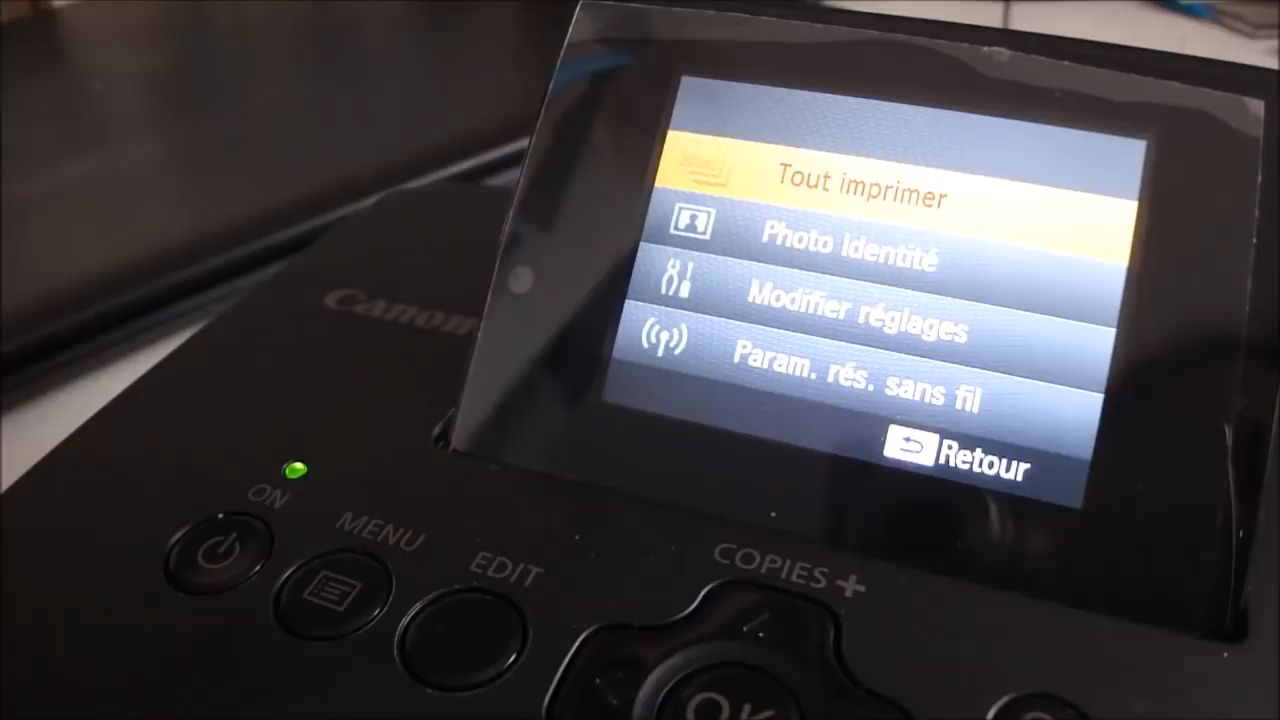 Tout imprimer
Photo identité
Modifier réglages
Param. rés. sans fil
Retour
Canon
ON
MENU
EDIT
COPIES +
OK